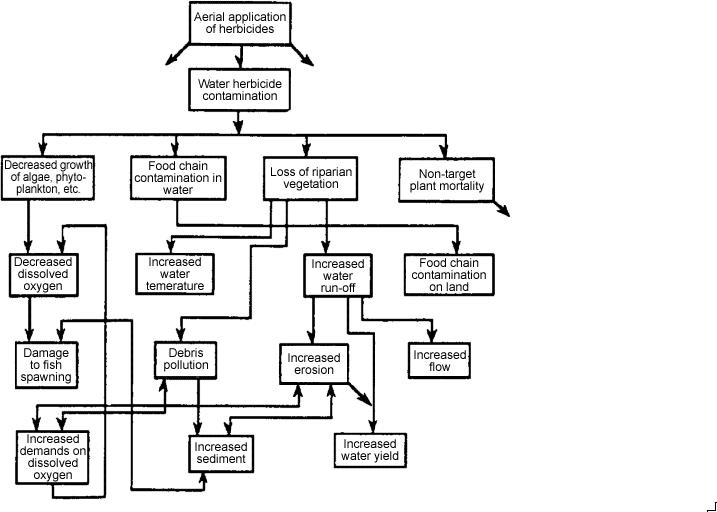 Aerial application
of herbicides
Water herbicide
contamination
Decreased growth
of algae, phyto-
plankton, etc.
Food chain
contamination in
water
Loss of riparian
vegetation
Non-target
plant mortality
Decreased
dissolved
oxygen
Increased
water
temerature
Increased
water
run-off
Food chain
contamination
on land
Damage
to fish
spawning
Debris
pollution
Increased
erosion
Increased
flow
Increased
demands on
dissolved
oxygen
Increased
sediment
Increased
water yield